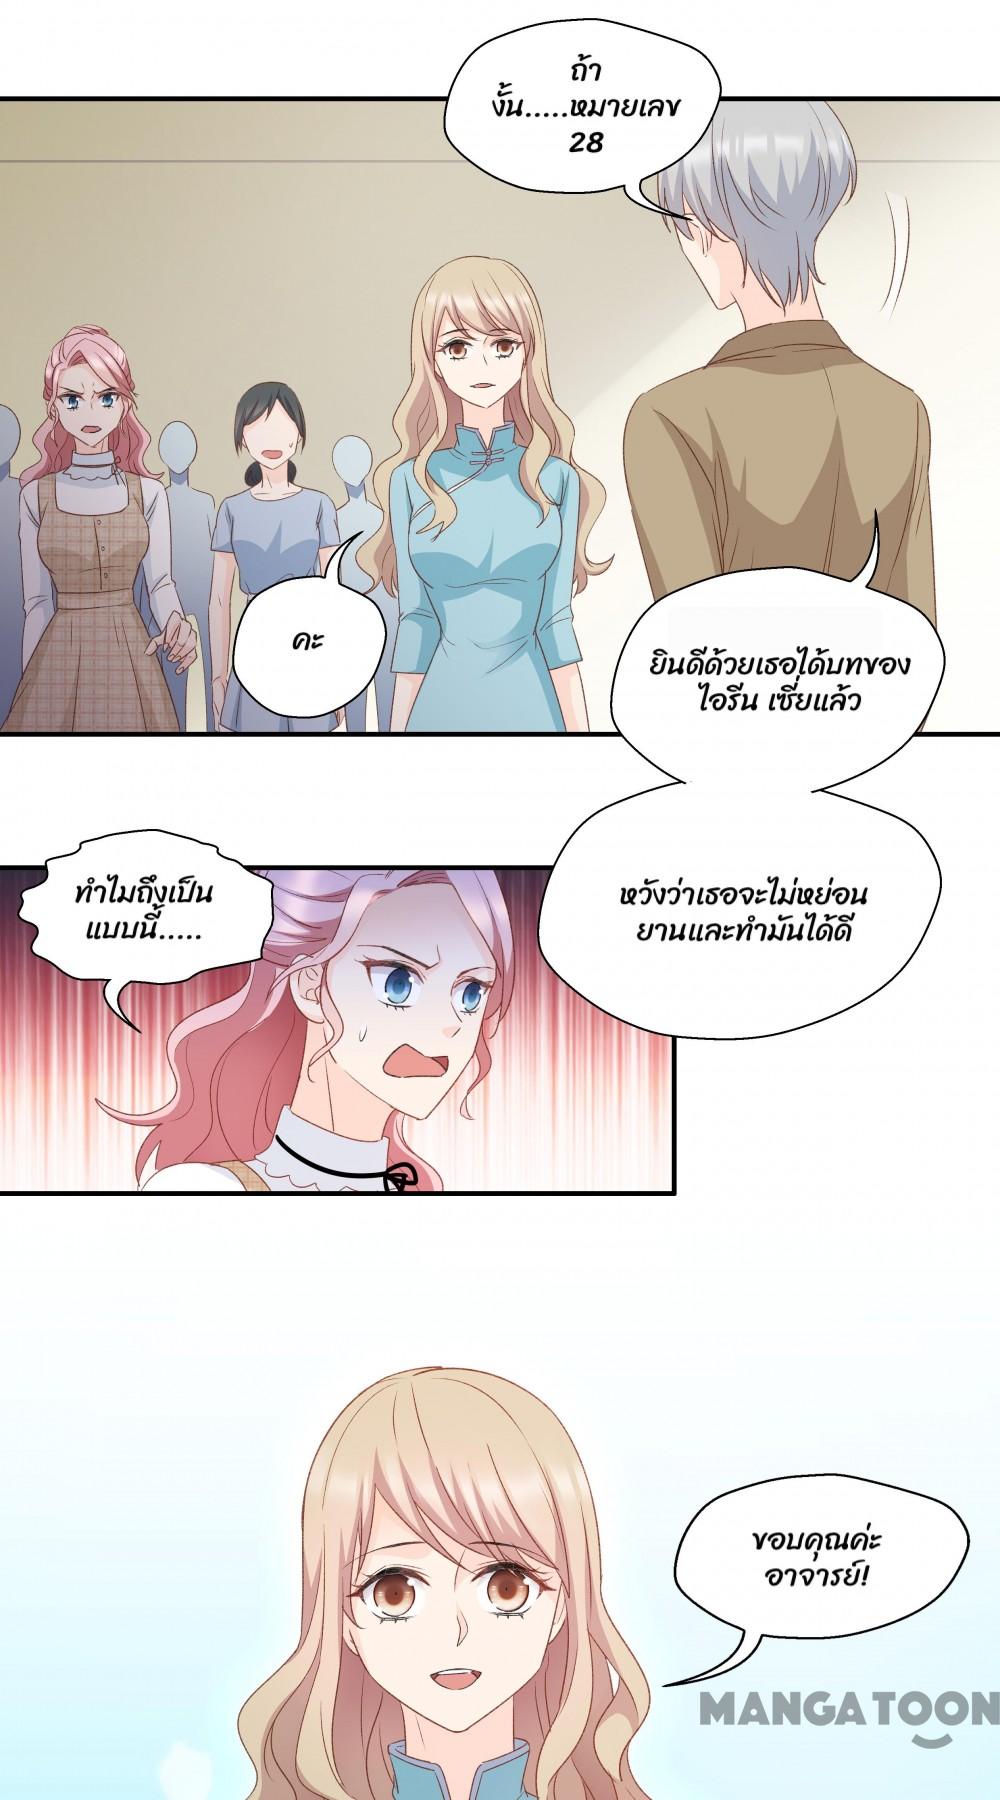 ถ้า
งั้น.....หมายเลข
28
คะ
ยินดีด้วยเธอได้บทของ
ไอรีน เซี่ยแล้ว
หวังว่าเธอจะไม่หย่อน
ยานและทำมันได้ดี
ทำไมถึงเป็น
แบบนี้.....
ขอบคุณค่ะ
อาจารย์!
MANGATOON